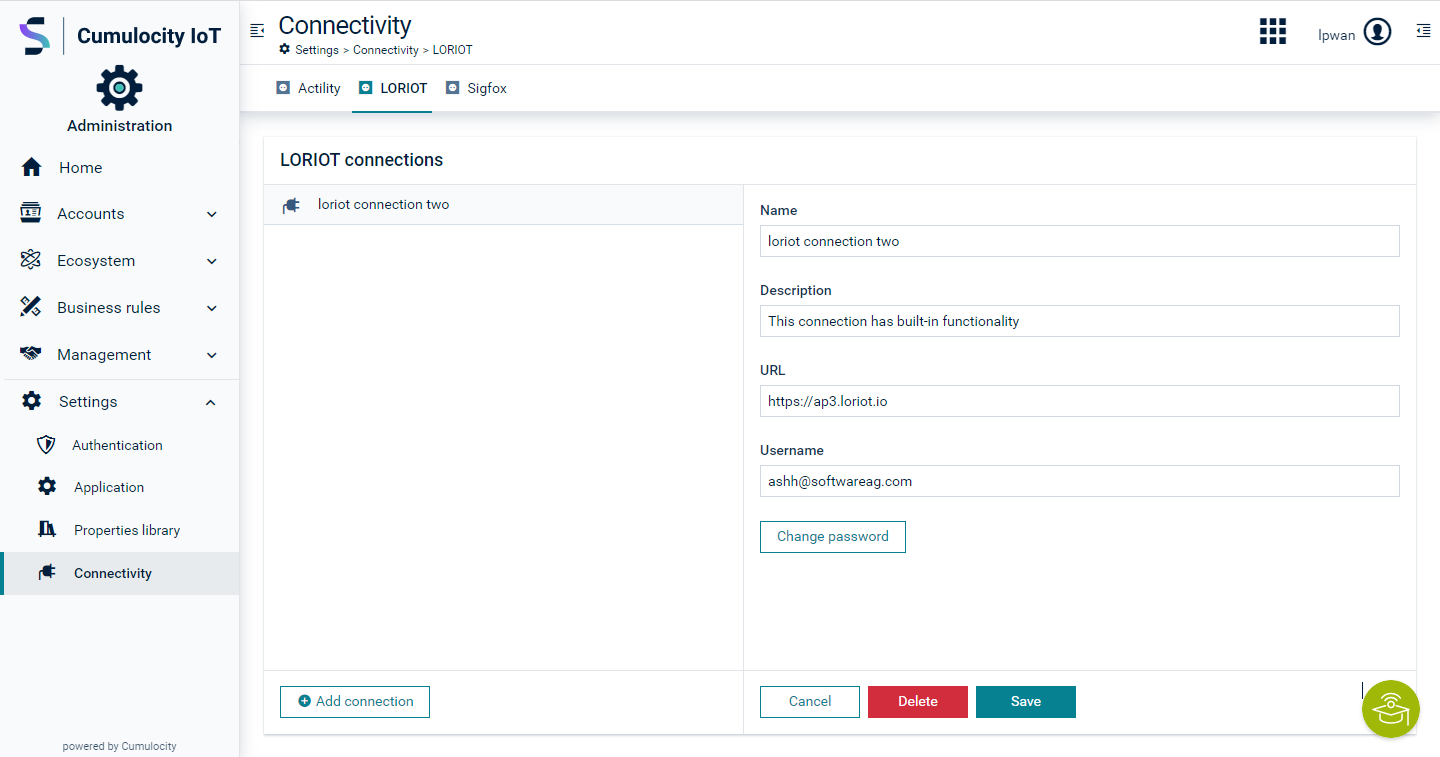 Cumulocity IoT
Administration
Home
Accounts
Ecosystem
Business rules
Management
Settings
Authentication
Application
Properties library
Connectivity
powered by Cumulocity
Connectivity
Settings > Connectivity > LORIOT
lpwan
Actility LORIOT Sigfox
LORIOT connections
loriot connection two
Name
loriot connection two
Description
This connection has built-in functionality
URL
https://ap3.loriot.io
Username
ashh@softwareag.com
Change password
Add connection
Cancel Delete Save